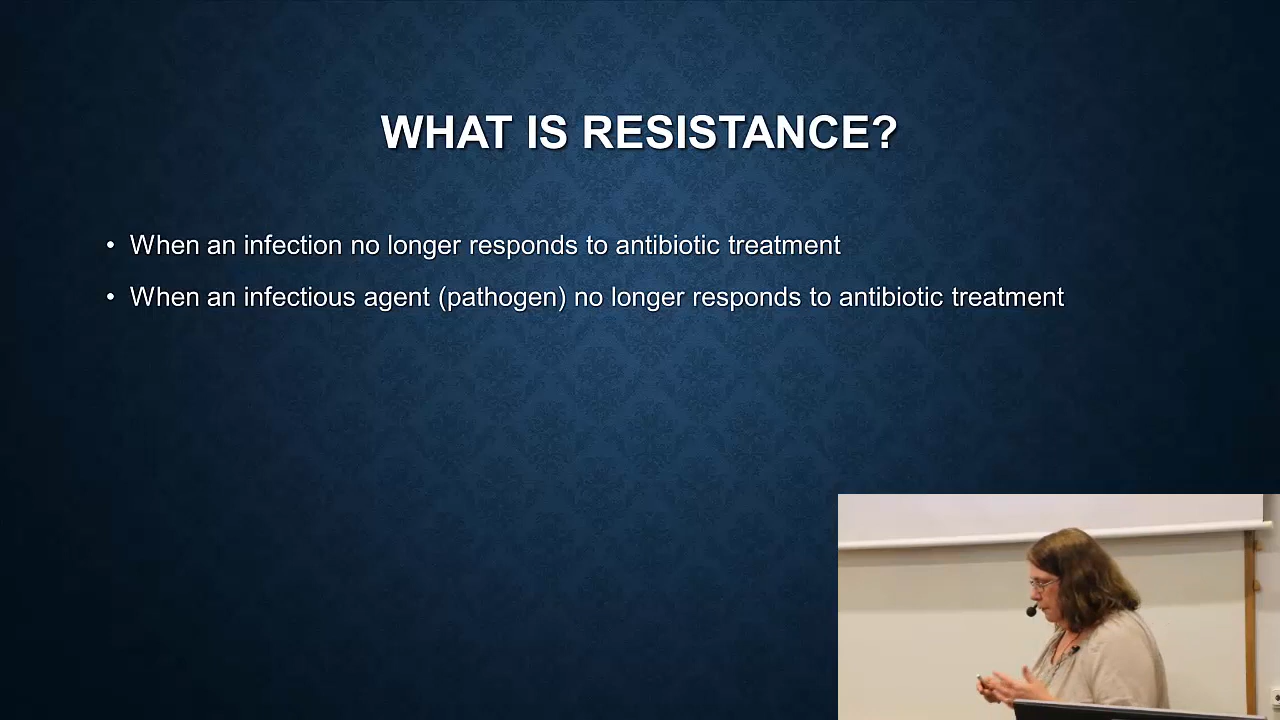 WHAT IS RESISTANCE?
• When an infection no longer responds to antibiotic treatment
• When an infectious agent (pathogen) no longer responds to antibiotic treatment